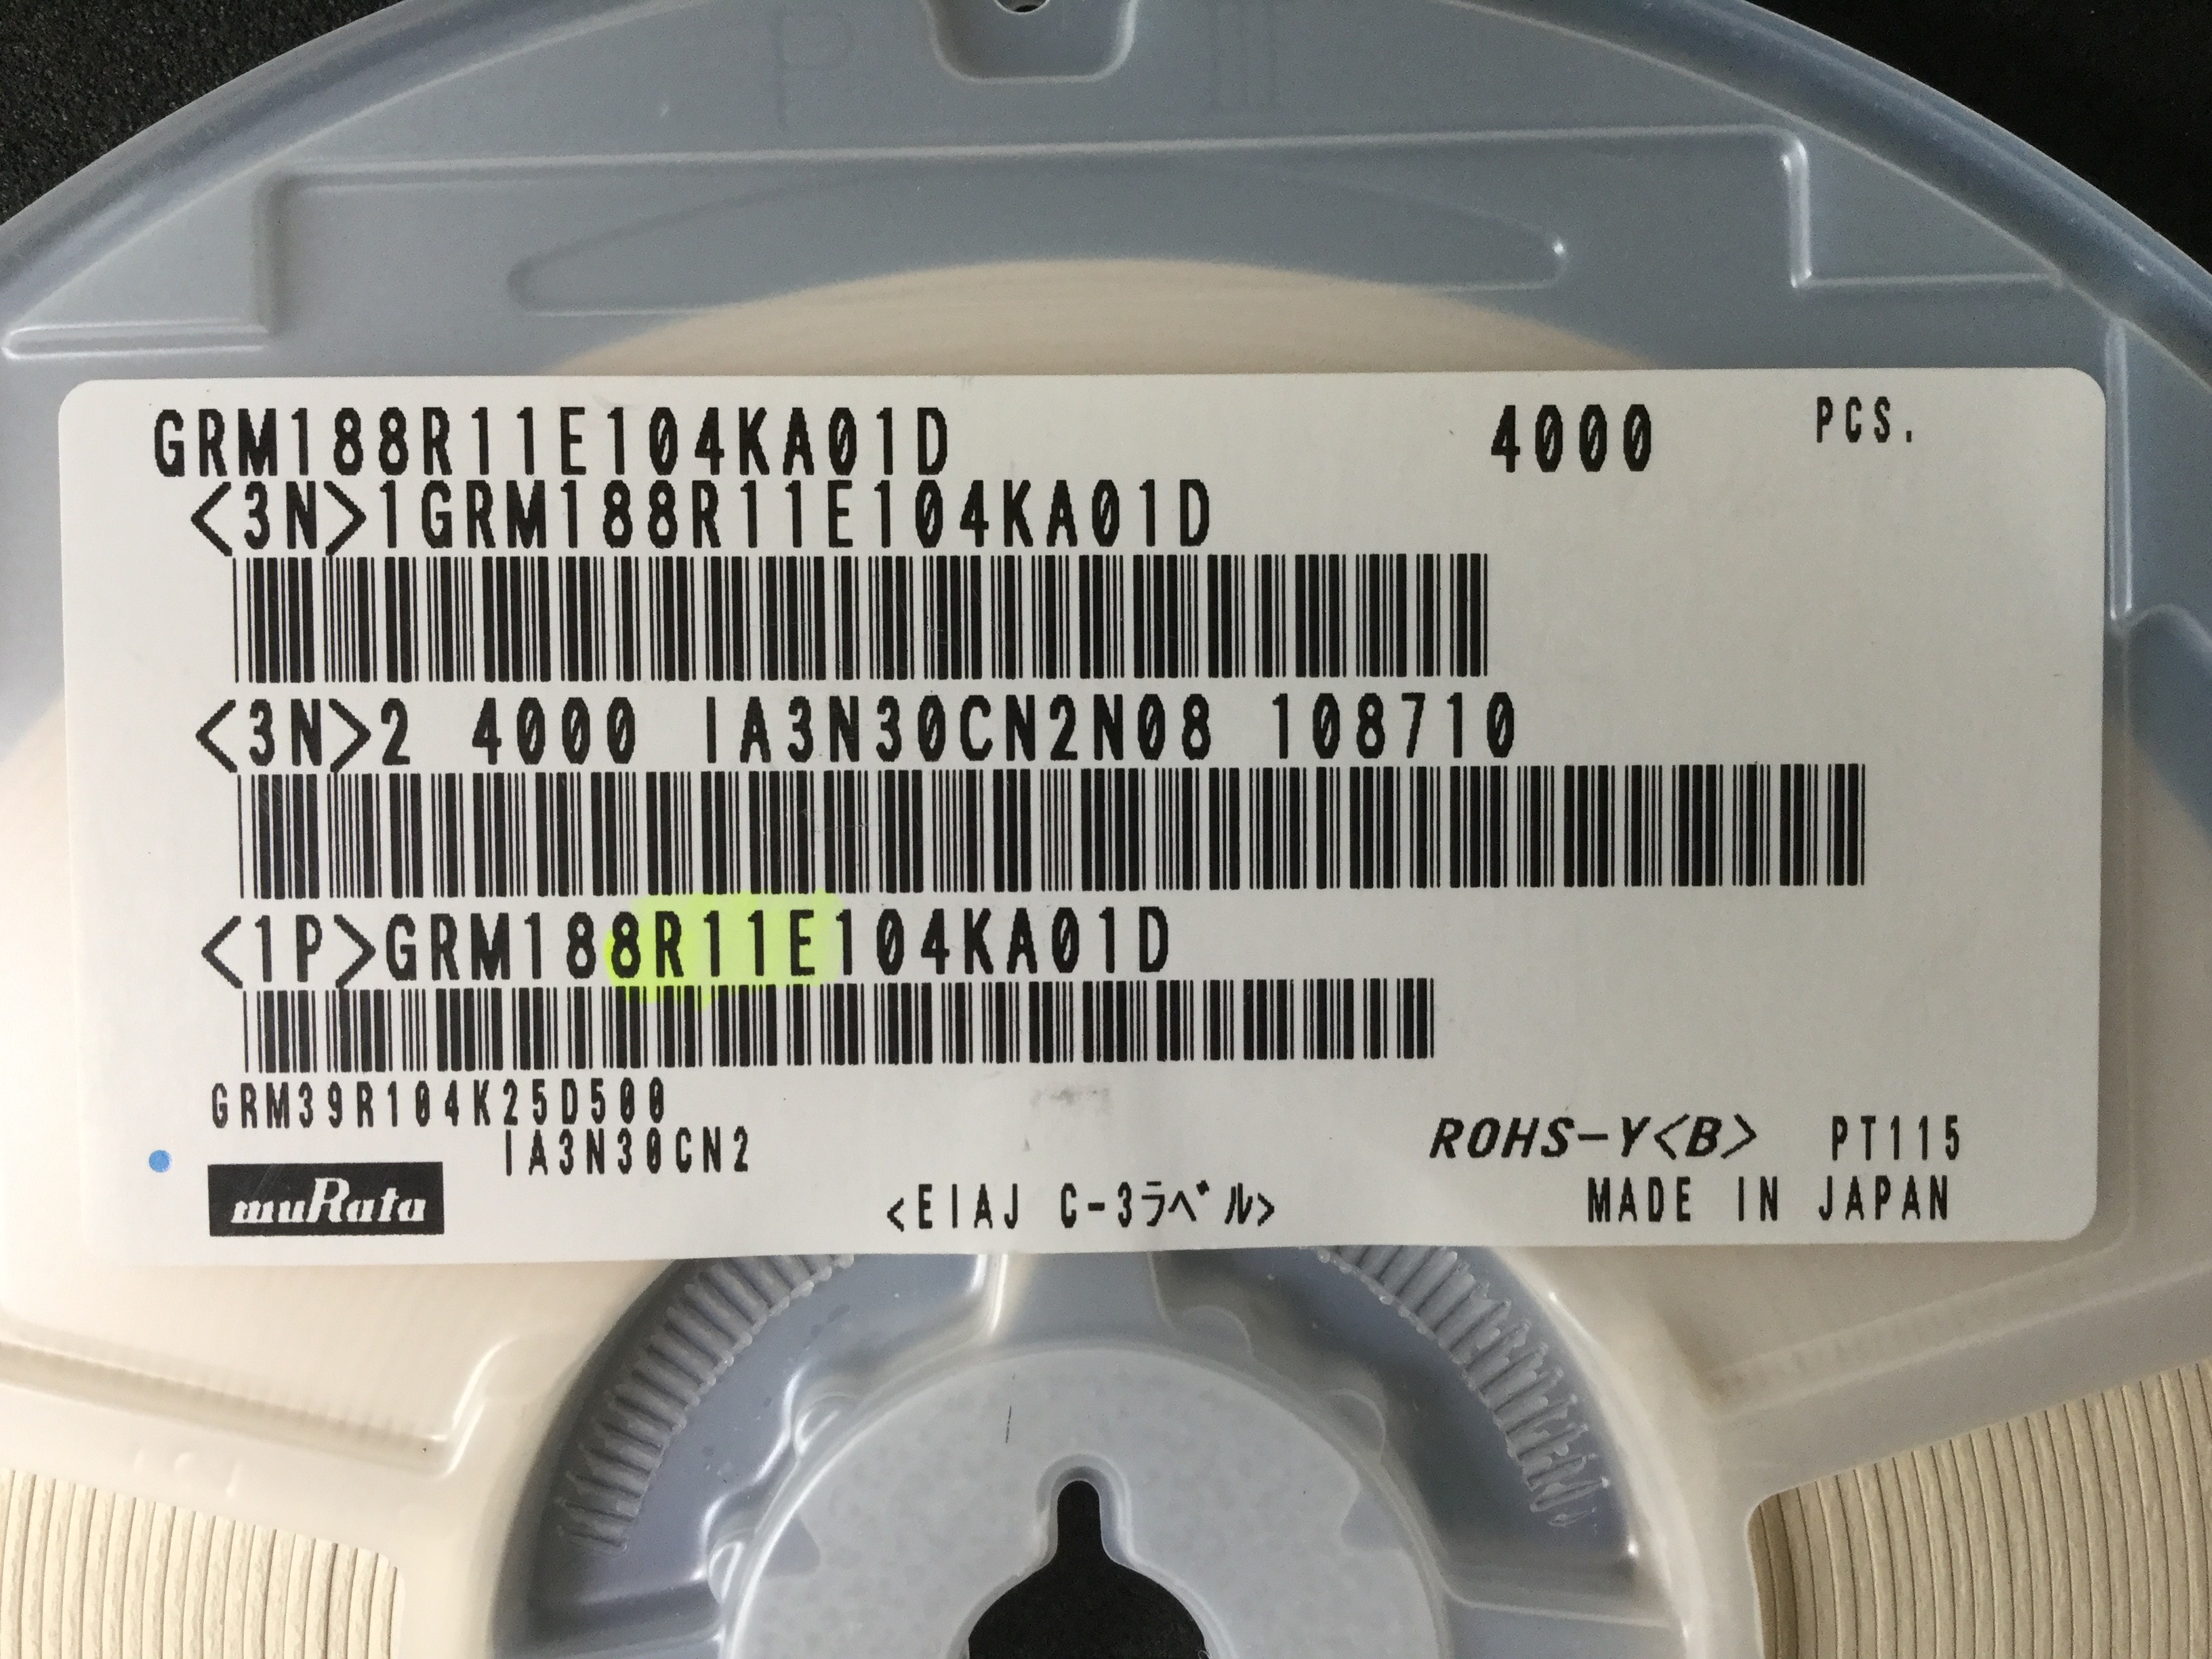 GRM188R11E104KA01D 4000 PCS.
<3N>1GRM188R11E104KA01D
<3N>2 4000 IA3N30CN2N08 108710
<1P>GRM188R11E104KA01D
GRM39R104K25D500
IA3N30CN2
ROHS-Y<B> PT115
muRata
<EIAJ C-3ラベル>
MADE IN JAPAN